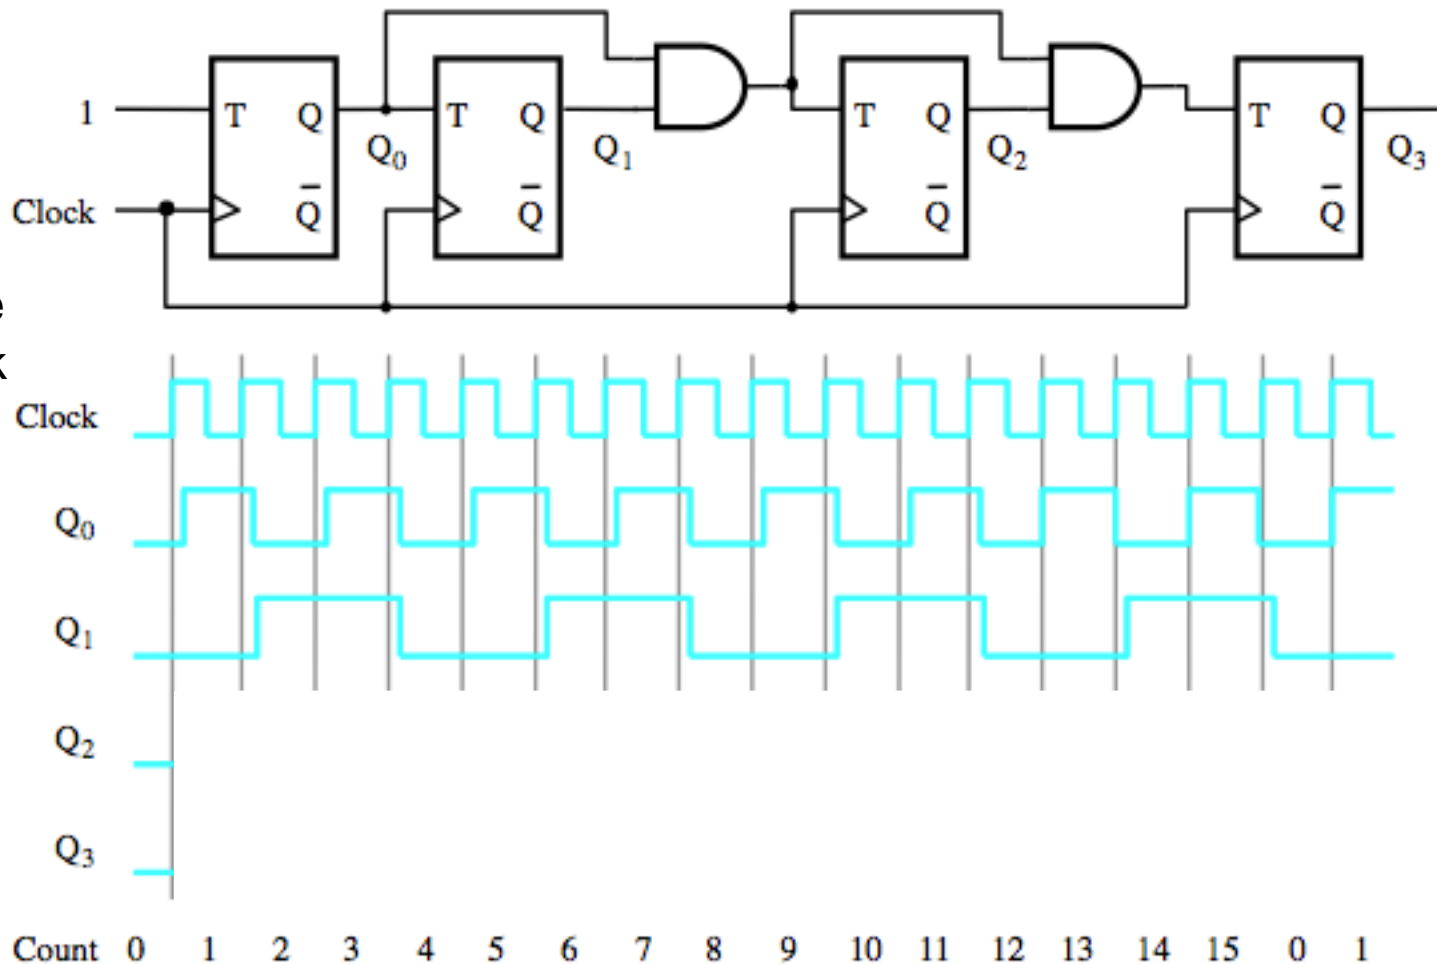 1 T Q T Q T Q T Q
Q0 Q1 Q2 Q3
Clock Q̅ Q̅ Q̅ Q̅
e
k
Clock
Q0
Q1
Q2
Q3
Count 0 1 2 3 4 5 6 7 8 9 10 11 12 13 14 15 0 1